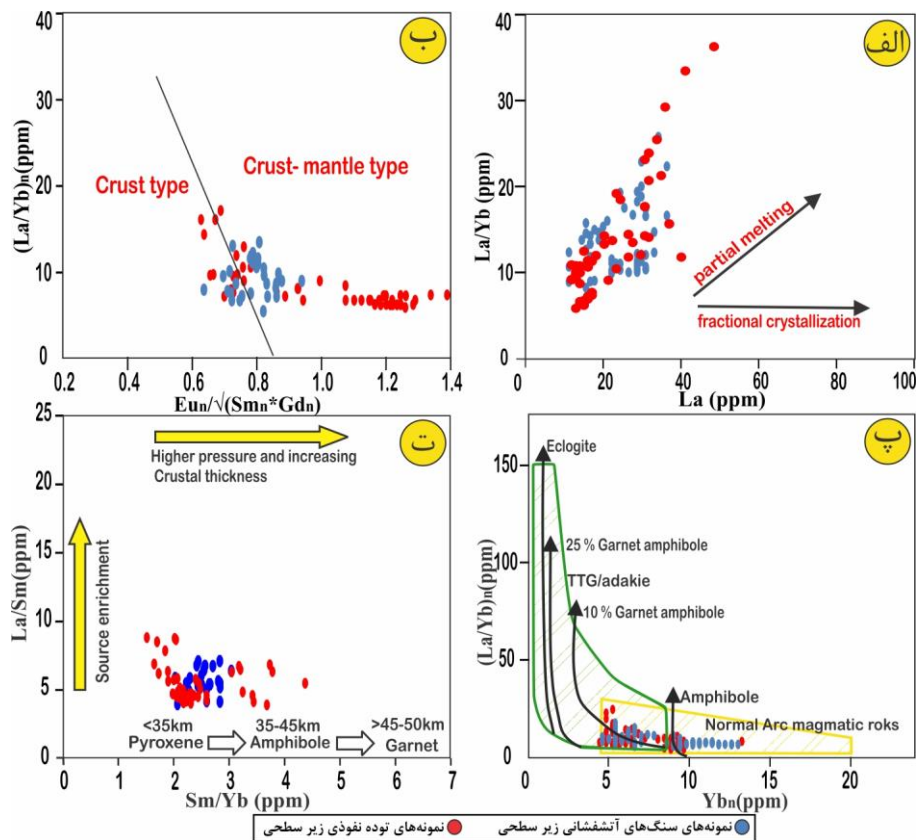 ب
40
30
20
10
0
(La/Yb)n(ppm)
Crust type
Crust- mantle type
0.2
0.4
0.6
0.8
1.0
1.2
1.4
Eun/√(Smn*Gdn)
الف
40
30
20
10
0
La/Yb (ppm)
partial melting
fractional crystallization
0
20
40
60
80
100
La (ppm)
ت
25
20
15
10
5
0
La/Sm(ppm)
Higher pressure and increasing
Crustal thickness
Source enrichment
<35km
35-45km
>45-50km
Pyroxene
Amphibole
Garnet
0
1
2
3
4
5
6
7
Sm/Yb (ppm)
پ
150
100
50
0
(La/Yb)n(ppm)
Eclogite
25 % Garnet amphibole
TTG/adakie
10 % Garnet amphibole
Amphibole
Normal Arc magmatic roks
0
5
10
15
20
Ybn(ppm)
نمونه‌های سنگ‌های آتشفشانی زیر سطحی
نمونه‌های توده نفوذی زیر سطحی